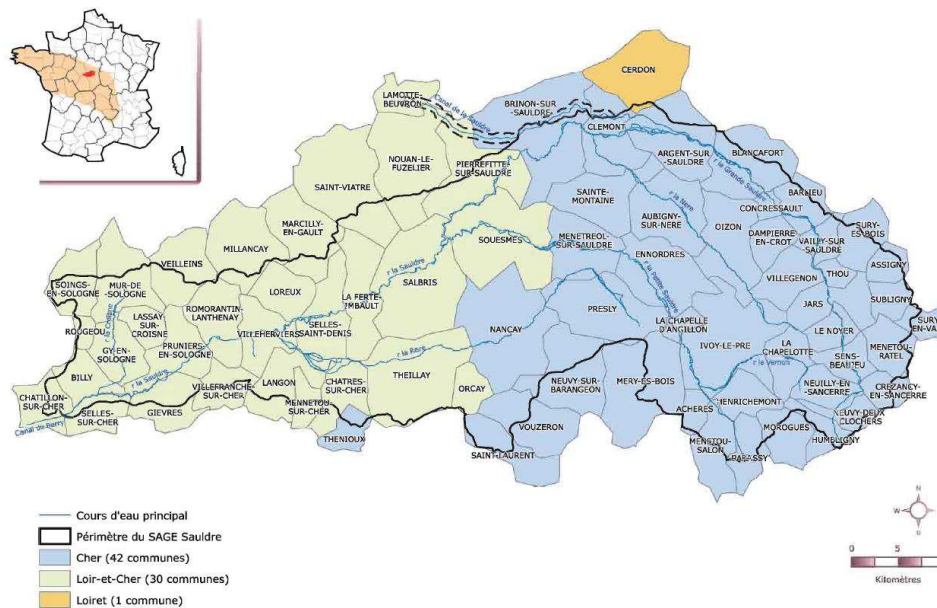 CERDON
LAMOTTE-
BEUVRON
Canal de la Sauldre
BRINON-SUR
-SAULDRE-
CLEMONT
NOUAN-LE-
FUZELIER
PIERREFITTE-
SUR-SAULDRE
ARGENT-SUR
-SAULDRE
BLANCAFORT
r la Grande Sauldre
SAINT-VIATRE
SAINTE-
MONTAINE
r la Nere
BARLIEU
CONCRESSAULT
MARCILLY-
EN-GAULT
AUBIGNY-
SUR-NERE
OIZON
DAMPIERRE
EN-CROT
VAILLY-SUR
SAULDRE
SURY-
ES-BOIS
MILLANCAY
SOUESMES
MENETREOL-
SUR-SAULDRE
VEILLEINS
r la Sauldre
ENNORDRES
ASSIGNY
THOU
SOINGS-
EN-SOLOGNE
MUR-DE
-SOLOGNE
SALBRIS
VILLEGENON
r la Petite Sauldre
LOREUX
LA FERTE-
IMBAULT
SUBLIGNY
JARS
ROMORANTIN-
LANTHENAY
PRESLY
LASSAY
SUR-
CROISNE
SELLES-
SAINT-DENIS
NANCAY
LA CHAPELLE
D'ANGILLON
SURY
EN-VA
ROUGEOU
VILLEHERVIERS
LE NOYER
GY-EN
-SOLOGNE
PRUNIERS-
EN-SOLOGNE
IVOY-LE-PRE
LA
CHAPELOTTE
MENETOU-
RATEL
r la Rère
SENS-
BEAUJEU
BILLY
r la Sauldre
r le Vernon
THEILLAY
LANGON
CHATRES-
SUR-CHER
ORCAY
NEUVY-SUR-
BARANGEON
MERY-ES-BOIS
NEUILLY-EN
-SANCERRE
CREZANCY-
EN-SANCERRE
VILLEFRANCHE-
SUR-CHER
CHATILLON
-SUR-CHER
SELLES-
SUR-CHER
GIEVRES
MENNETOU-
SUR-CHER
HENRICHEMONT
ACHERES
NEUVY-DEUX
CLOCHERS
Canal de Berry
THENIOUX
VOUZERON
MOROGUES
HUMBLIGNY
MENETOU-
SALON
SAINT-LAURENT
PARASSY
Cours d'eau principal
Périmètre du SAGE Sauldre
Cher (42 communes)
Loir-et-Cher (30 communes)
Loiret (1 commune)
N
W E
S
0 5
Kilomètres